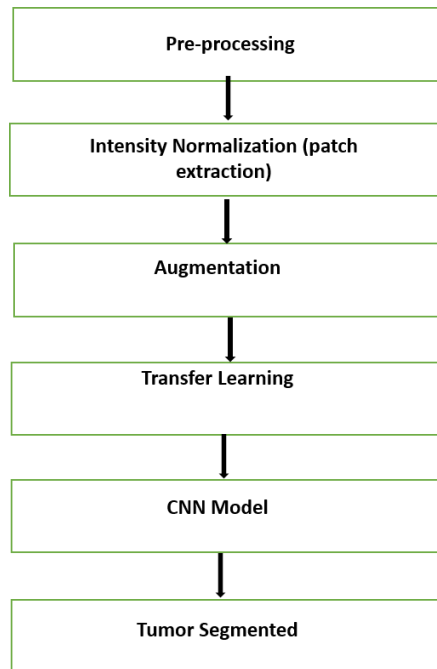 Pre-processing
Intensity Normalization (patch
extraction)
Augmentation
Transfer Learning
CNN Model
Tumor Segmented